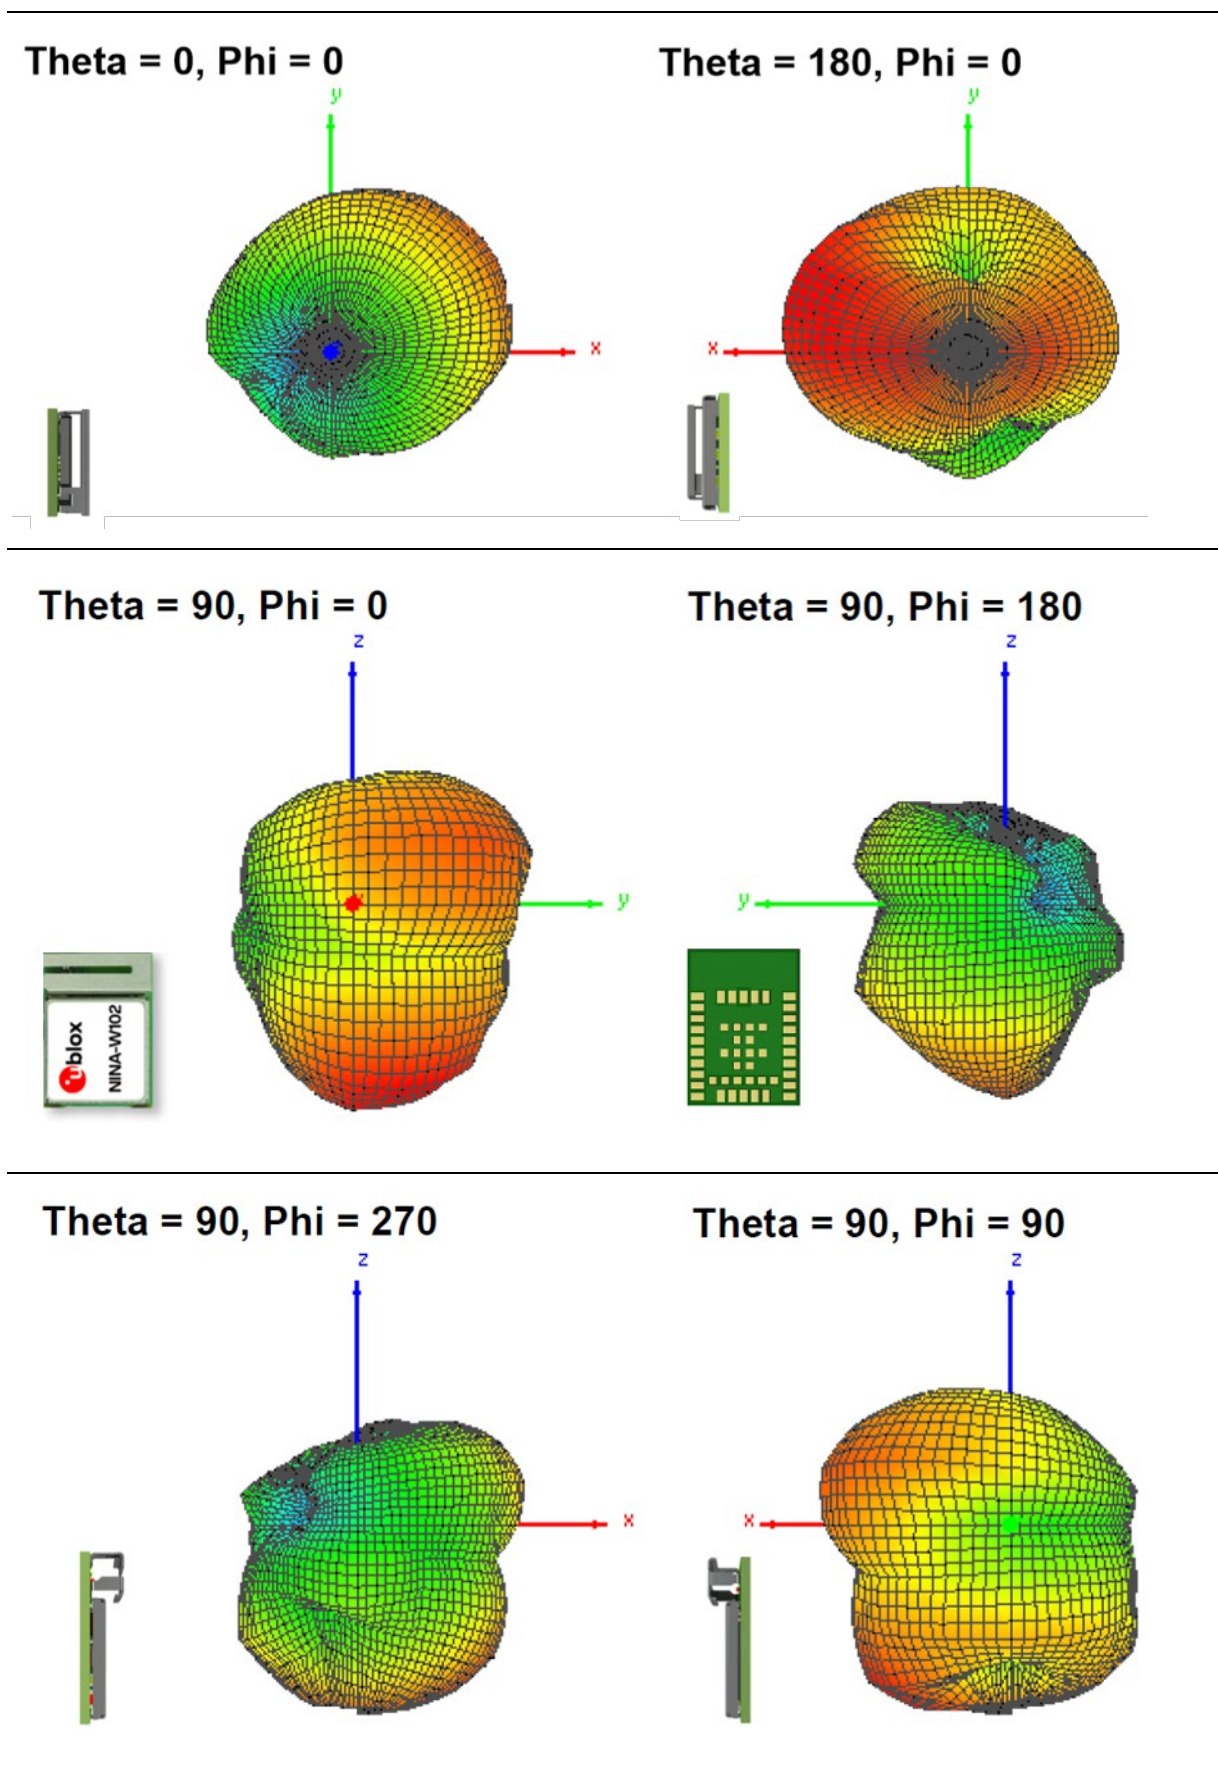 Theta = 0, Phi = 0
Theta = 180, Phi = 0
y
y
x
x
Theta = 90, Phi = 0
Theta = 90, Phi = 180
z
z
y
y
ublox
NINA-W102
Theta = 90, Phi = 270
Theta = 90, Phi = 90
z
z
x
x